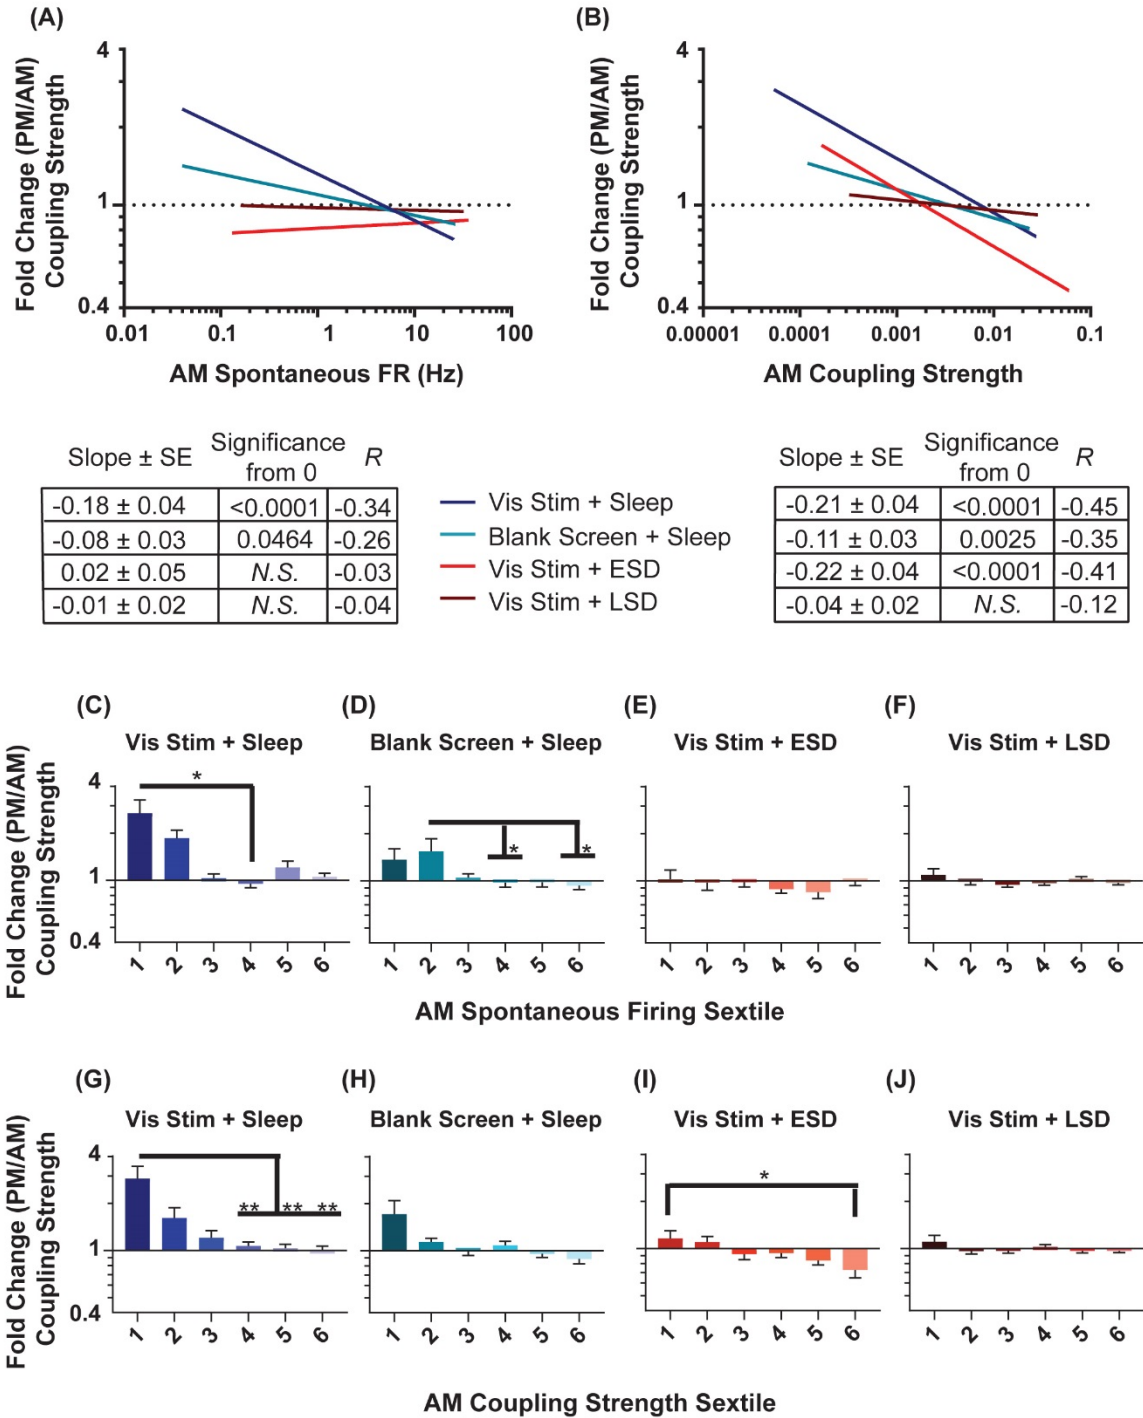 (A)
Fold Change (PM/AM)
Coupling Strength
4
1
0.4
0.01 0.1 1 10 100
AM Spontaneous FR (Hz)
(B)
Fold Change (PM/AM)
Coupling Strength
4
1
0.4
0.00001 0.0001 0.001 0.01 0.1
AM Coupling Strength
Slope ± SE Significance from 0 R
-0.18 ± 0.04 <0.0001 -0.34
-0.08 ± 0.03 0.0464 -0.26
0.02 ± 0.05 N.S. -0.03
-0.01 ± 0.02 N.S. -0.04
Vis Stim + Sleep
Blank Screen + Sleep
Vis Stim + ESD
Vis Stim + LSD
Slope ± SE Significance from 0 R
-0.21 ± 0.04 <0.0001 -0.45
-0.11 ± 0.03 0.0025 -0.35
-0.22 ± 0.04 <0.0001 -0.41
-0.04 ± 0.02 N.S. -0.12
(C)
Vis Stim + Sleep
Fold Change (PM/AM)
Coupling Strength
4
1
0.4
*
1 2 3 4 5 6
(D)
Blank Screen + Sleep
* *
1 2 3 4 5 6
(E)
Vis Stim + ESD
1 2 3 4 5 6
(F)
Vis Stim + LSD
1 2 3 4 5 6
AM Spontaneous Firing Sextile
(G)
Vis Stim + Sleep
Fold Change (PM/AM)
Coupling Strength
4
1
0.4
** ** **
1 2 3 4 5 6
(H)
Blank Screen + Sleep
1 2 3 4 5 6
(I)
Vis Stim + ESD
*
1 2 3 4 5 6
(J)
Vis Stim + LSD
1 2 3 4 5 6
AM Coupling Strength Sextile